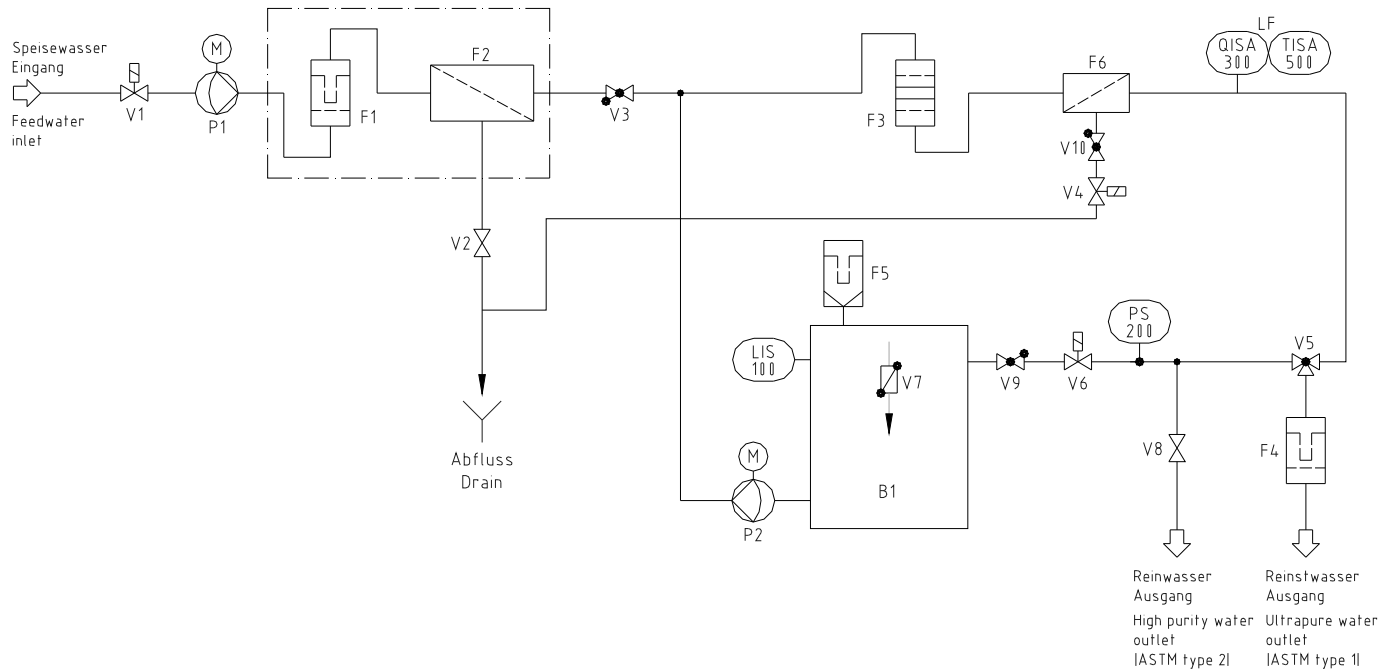 Speisewasser
Eingang
Feedwater
inlet
V1
M
P1
F1
F2
V2
V3
Abfluss
Drain
F3
F6
V10
V4
LF
QISA
300
TISA
500
F5
LIS
100
V7
B1
M
P2
V9
V6
PS
200
V5
V8
F4
Reinwasser
Ausgang
High purity water
outlet
|ASTM type 2|
Reinstwasser
Ausgang
Ultrapure water
outlet
|ASTM type 1|